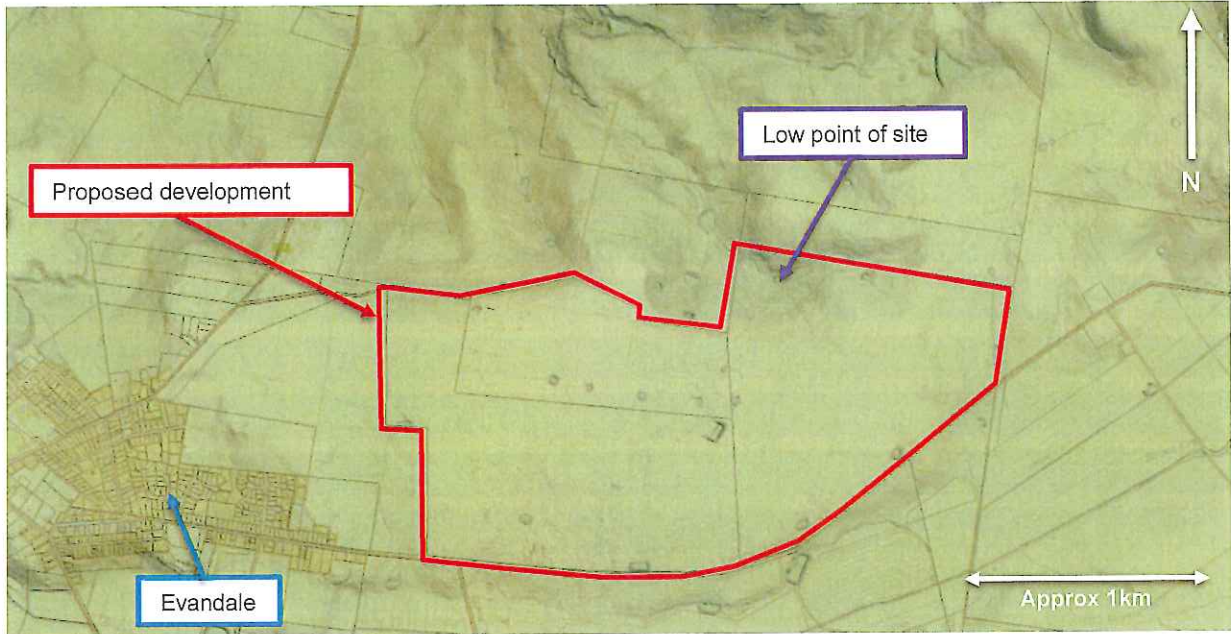 Low point of site
Proposed development
N
Evandale
Approx 1km